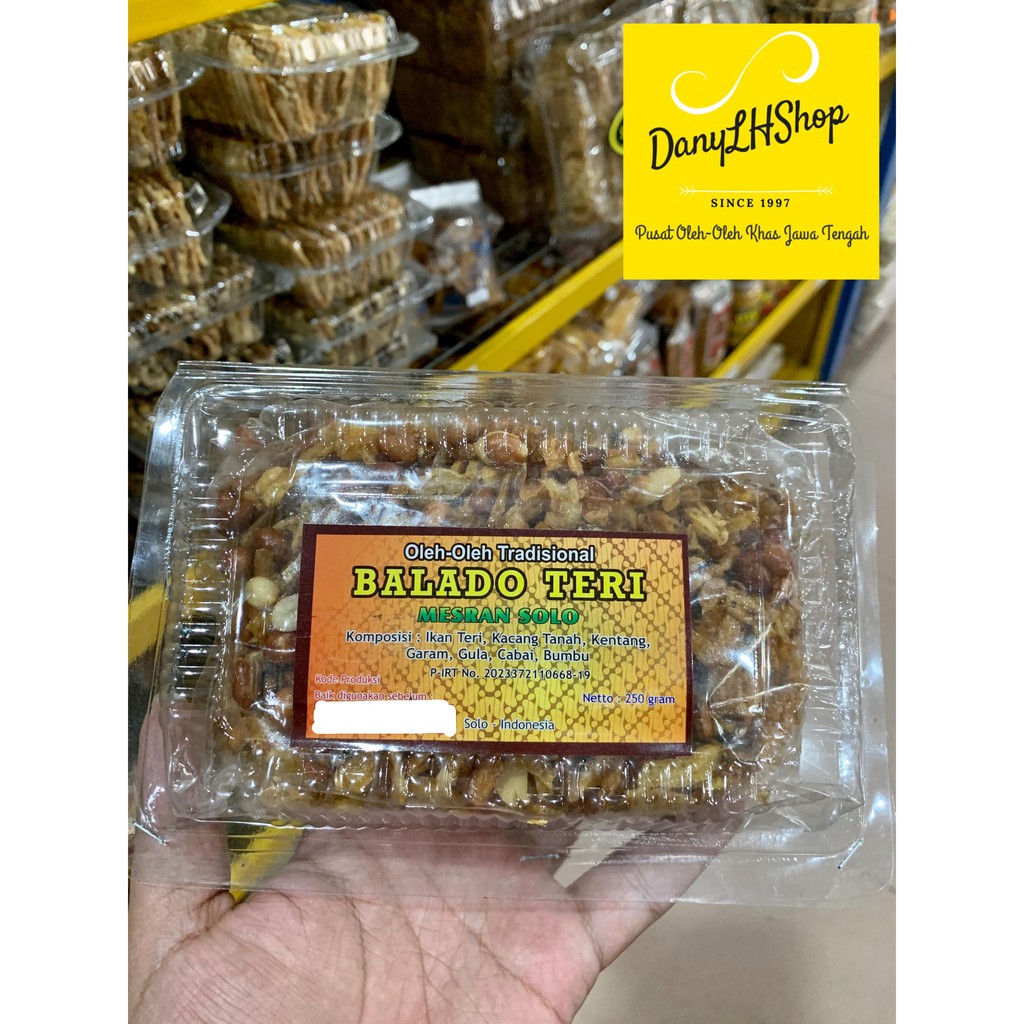 DanyLHShop
SINCE 1997
Pusat Oleh-Oleh Khas Jawa Tengah
Oleh-Oleh Tradisional
BALADO TERI
MESRAN SOLO
Komposisi : Ikan Teri, Kacang Tanah, Kentang,
Garam, Gula, Cabai, Bumbu
P-IRT No. 2023372110668-19
Kode Produksi
Baik digunakan sebelum :
Netto : 250 gram
Solo - Indonesia